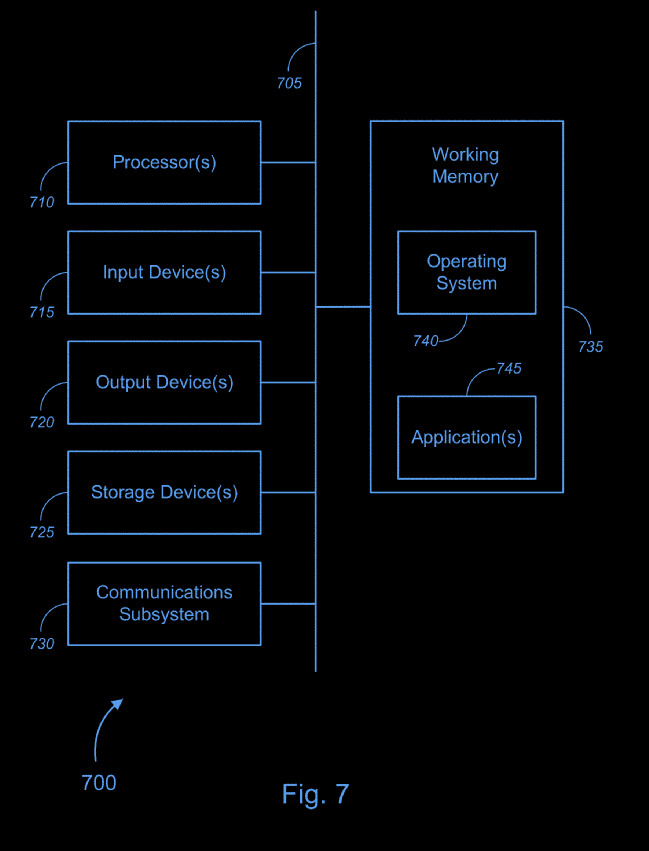 705
Processor(s)
710
Input Device(s)
715
Output Device(s)
720
Storage Device(s)
725
Communications
Subsystem
730
Working
Memory
Operating
System
740
735
745
Application(s)
700
Fig. 7